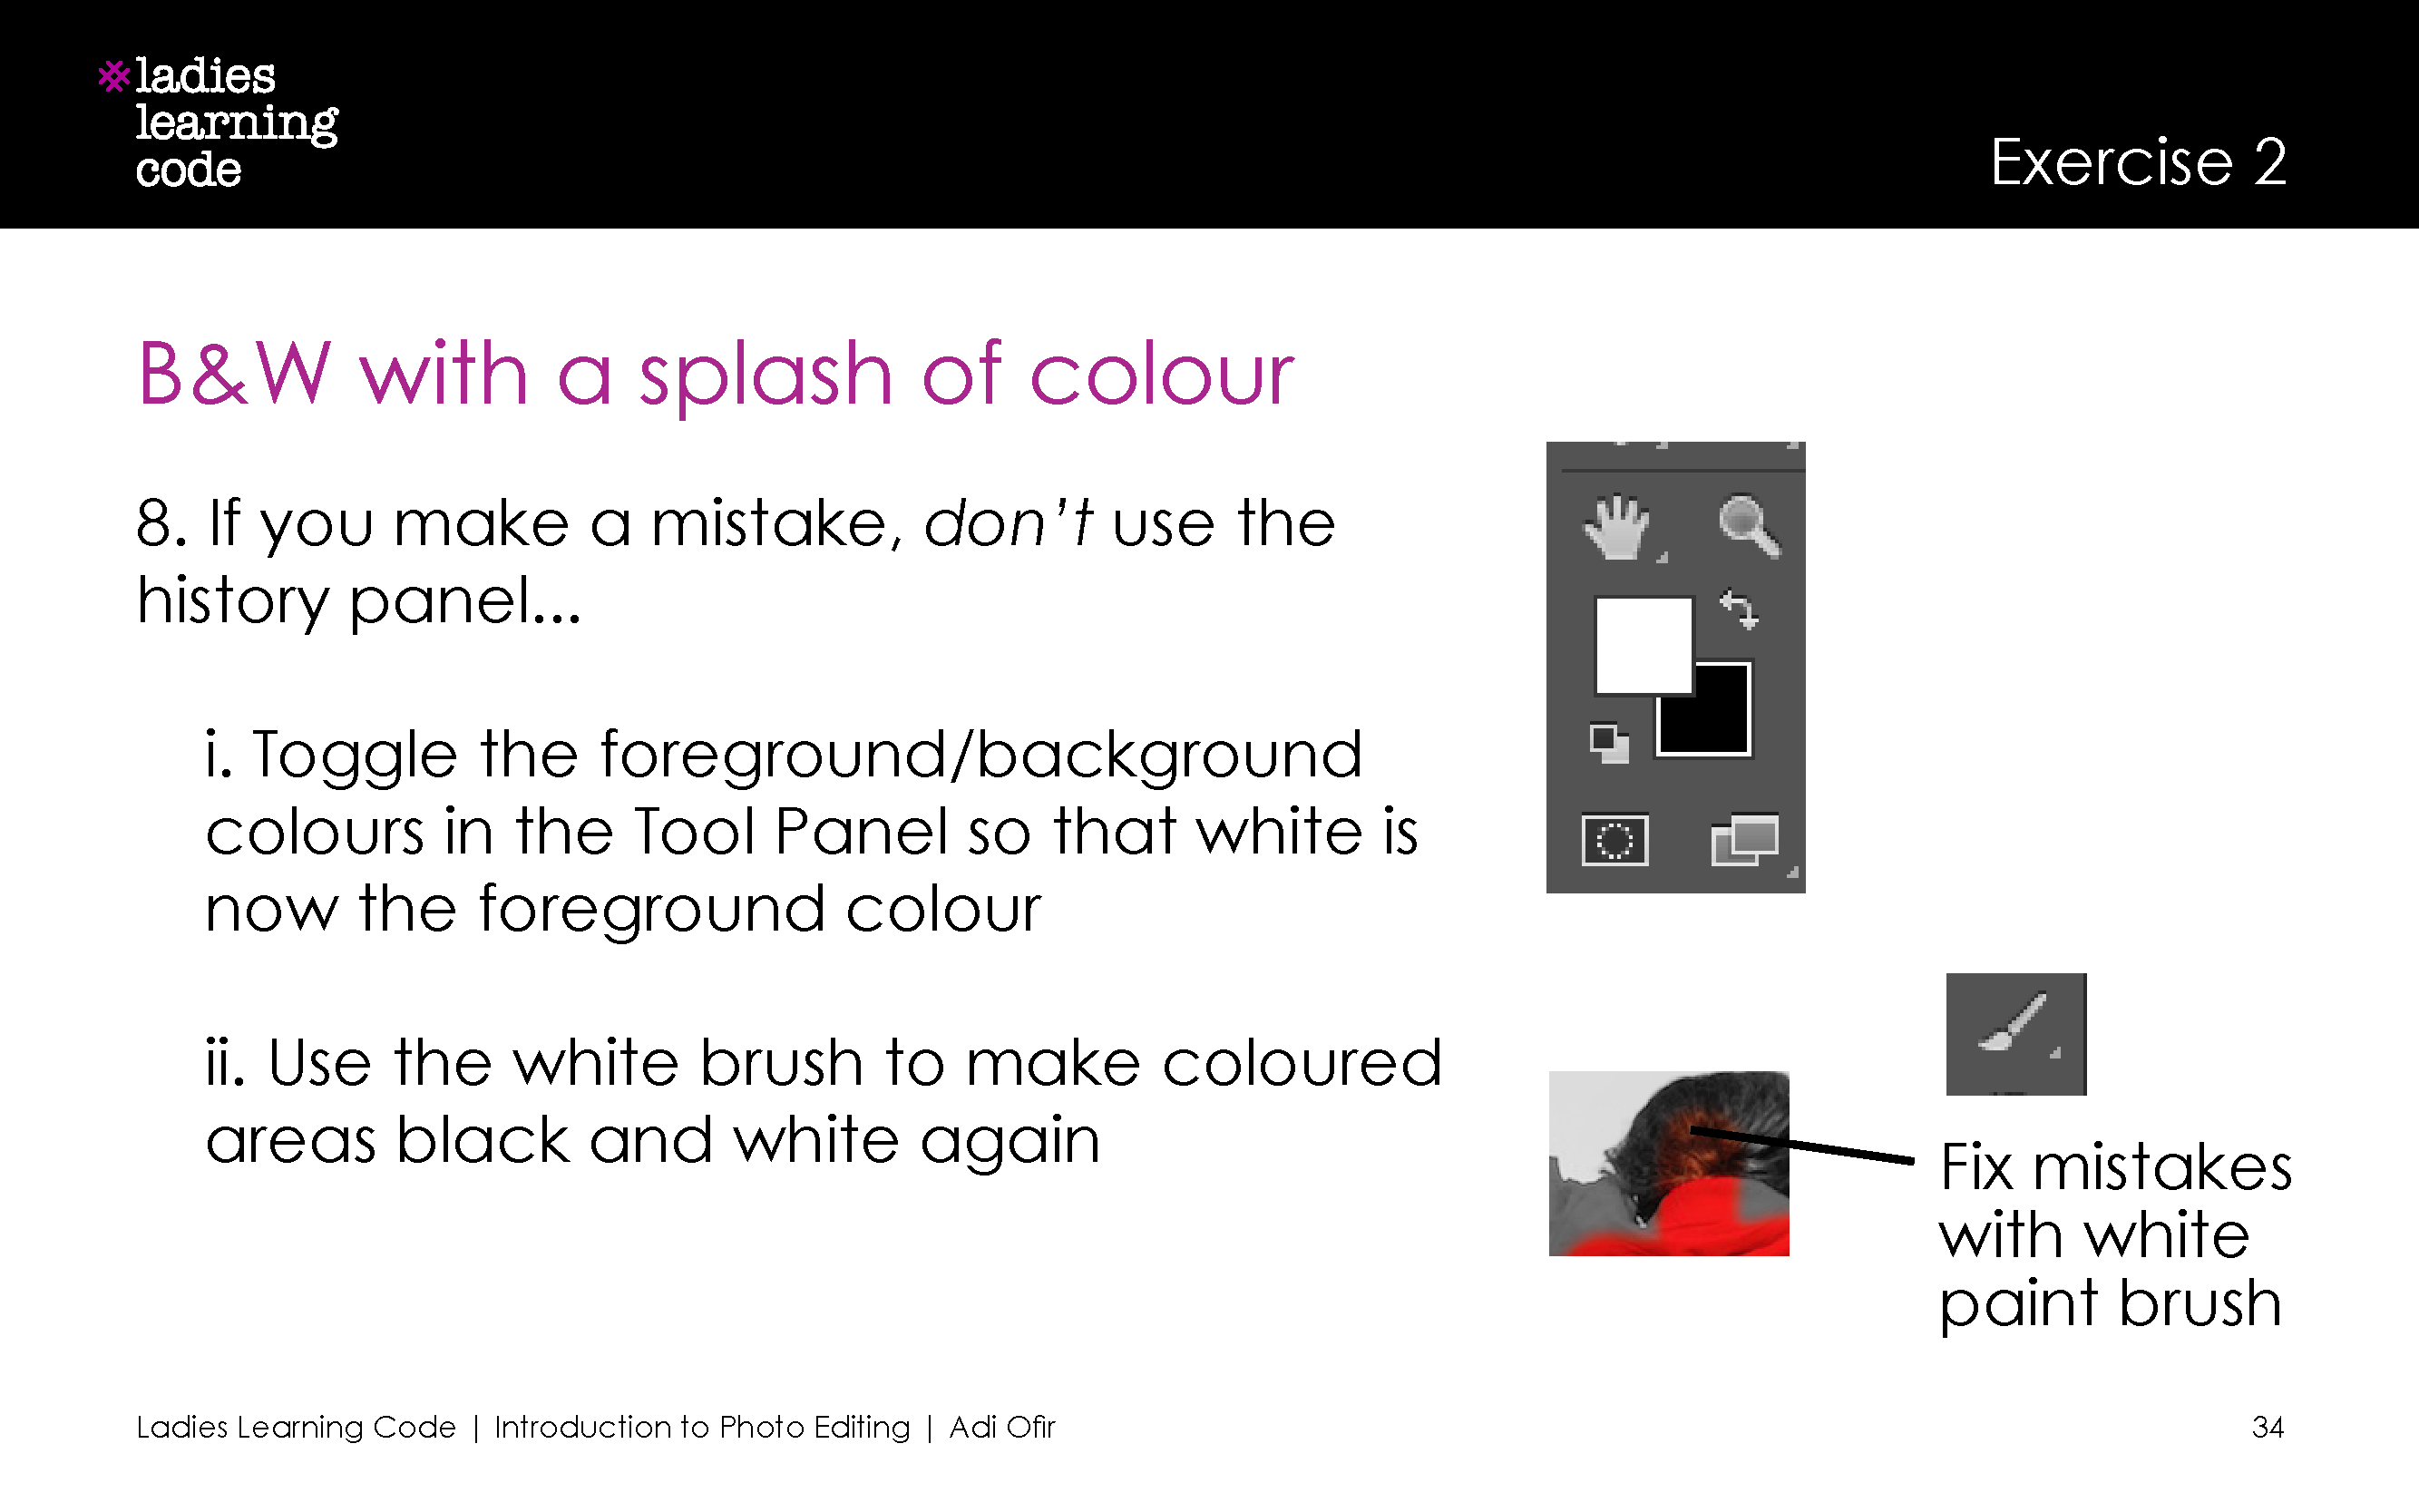 ladies
learning
code
Exercise 2
B&W with a splash of colour
8. If you make a mistake, don’t use the
history panel...
i. Toggle the foreground/background
colours in the Tool Panel so that white is
now the foreground colour
ii. Use the white brush to make coloured
areas black and white again
Fix mistakes
with white
paint brush
Ladies Learning Code | Introduction to Photo Editing | Adi Ofir
34